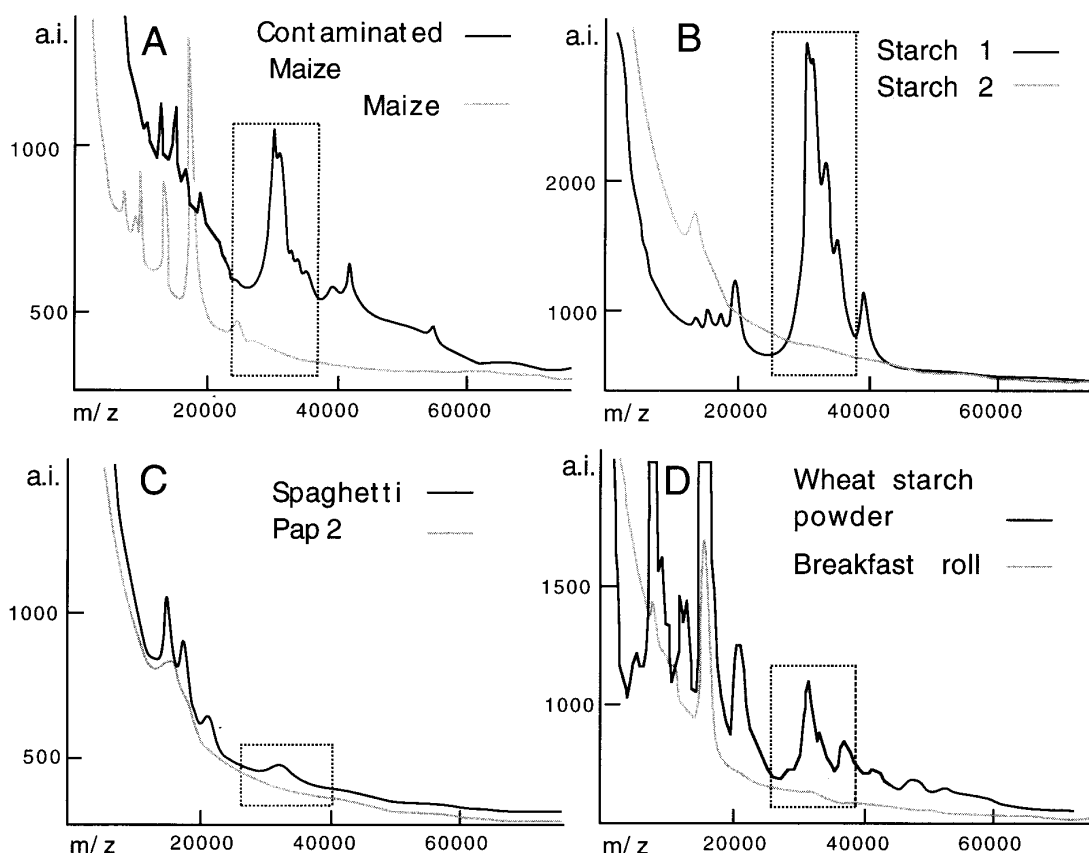 a.i.
A
Contaminated
Maize
Maize
1000
500
m/z
20000
40000
60000
a.i.
B
Starch 1
Starch 2
2000
1000
m/z
20000
40000
60000
a.i.
C
Spaghetti
Pap 2
1000
500
m/z
20000
40000
60000
a.i.
D
Wheat starch
powder
Breakfast roll
1500
1000
m/z
20000
40000
60000